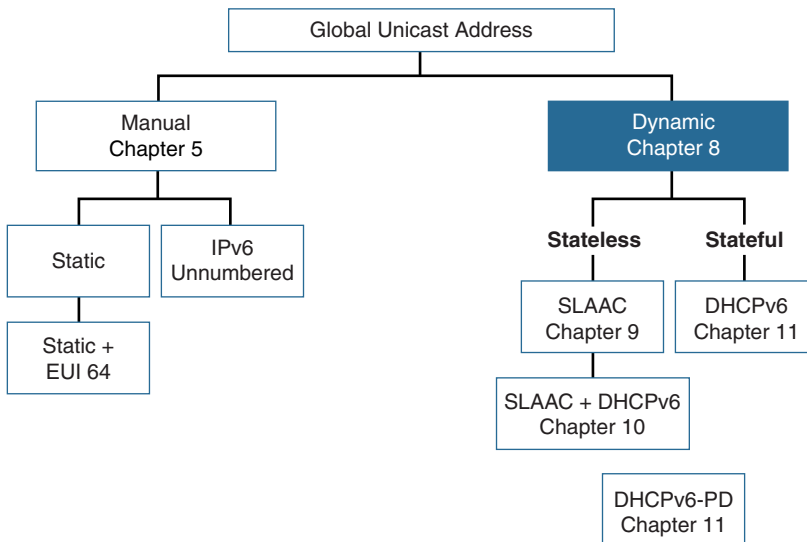 Global Unicast Address
Manual
Chapter 5
Dynamic
Chapter 8
Static
IPv6
Unnumbered
Stateless
Stateful
Static +
EUI 64
SLAAC
Chapter 9
DHCPv6
Chapter 11
SLAAC + DHCPv6
Chapter 10
DHCPv6-PD
Chapter 11